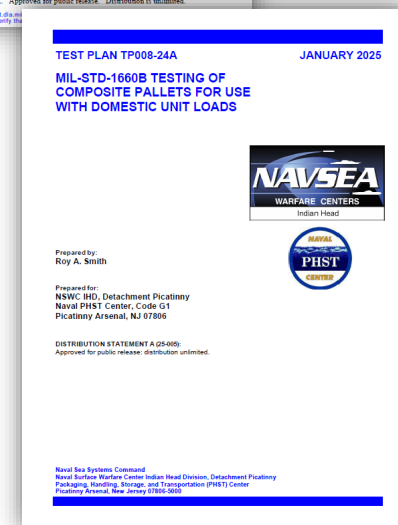 Approved for public release. Distribution is unlimited.
TEST PLAN TP008-24A JANUARY 2025
MIL-STD-1660B TESTING OF
COMPOSITE PALLETS FOR USE
WITH DOMESTIC UNIT LOADS
NAVSEA
WARFARE CENTERS
Indian Head
NAVAL
PHST
CENTER
Prepared by:
Roy A. Smith
Prepared for:
NSWC IHD, Detachment Picatinny
Naval PHST Center, Code G1
Picatinny Arsenal, NJ 07806
DISTRIBUTION STATEMENT A (25-005):
Approved for public release: distribution unlimited.
Naval Sea Systems Command
Naval Surface Warfare Center Indian Head Division, Detachment Picatinny
Packaging, Handling, Storage, and Transportation (PHST) Center
Picatinny Arsenal, New Jersey 07806-5000